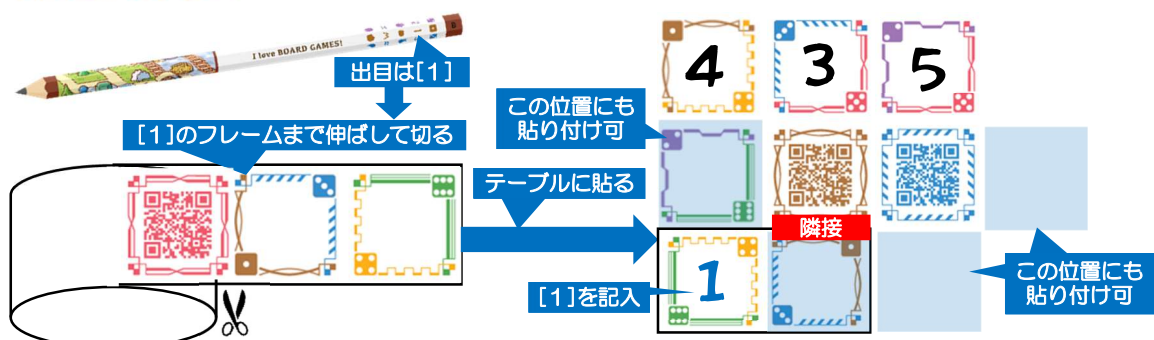 I love BOARD GAMES!
出目は[1]
[1]のフレームまで伸ばして切る
テーブルに貼る
この位置にも
貼り付け可
4
3
5
隣接
1
[1]を記入
この位置にも
貼り付け可